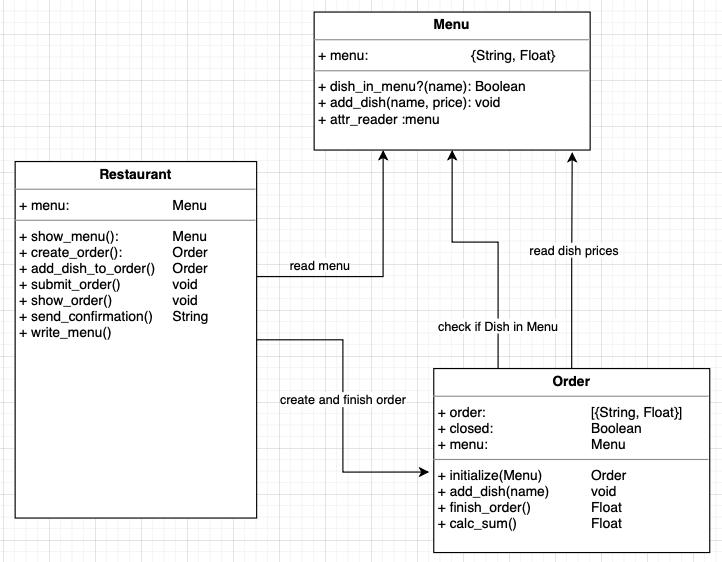 Menu
+ menu: {String, Float}
+ dish_in_menu?(name): Boolean
+ add_dish(name, price): void
+ attr_reader :menu
Restaurant
+ menu: Menu
+ show_menu(): Menu
+ create_order(): Order
+ add_dish_to_order() Order
+ submit_order() void
+ show_order() void
+ send_confirmation() String
+ write_menu()
read menu
read dish prices
check if Dish in Menu
create and finish order
Order
+ order: [{String, Float}]
+ closed: Boolean
+ menu: Menu
+ initialize(Menu) Order
+ add_dish(name) void
+ finish_order() Float
+ calc_sum() Float